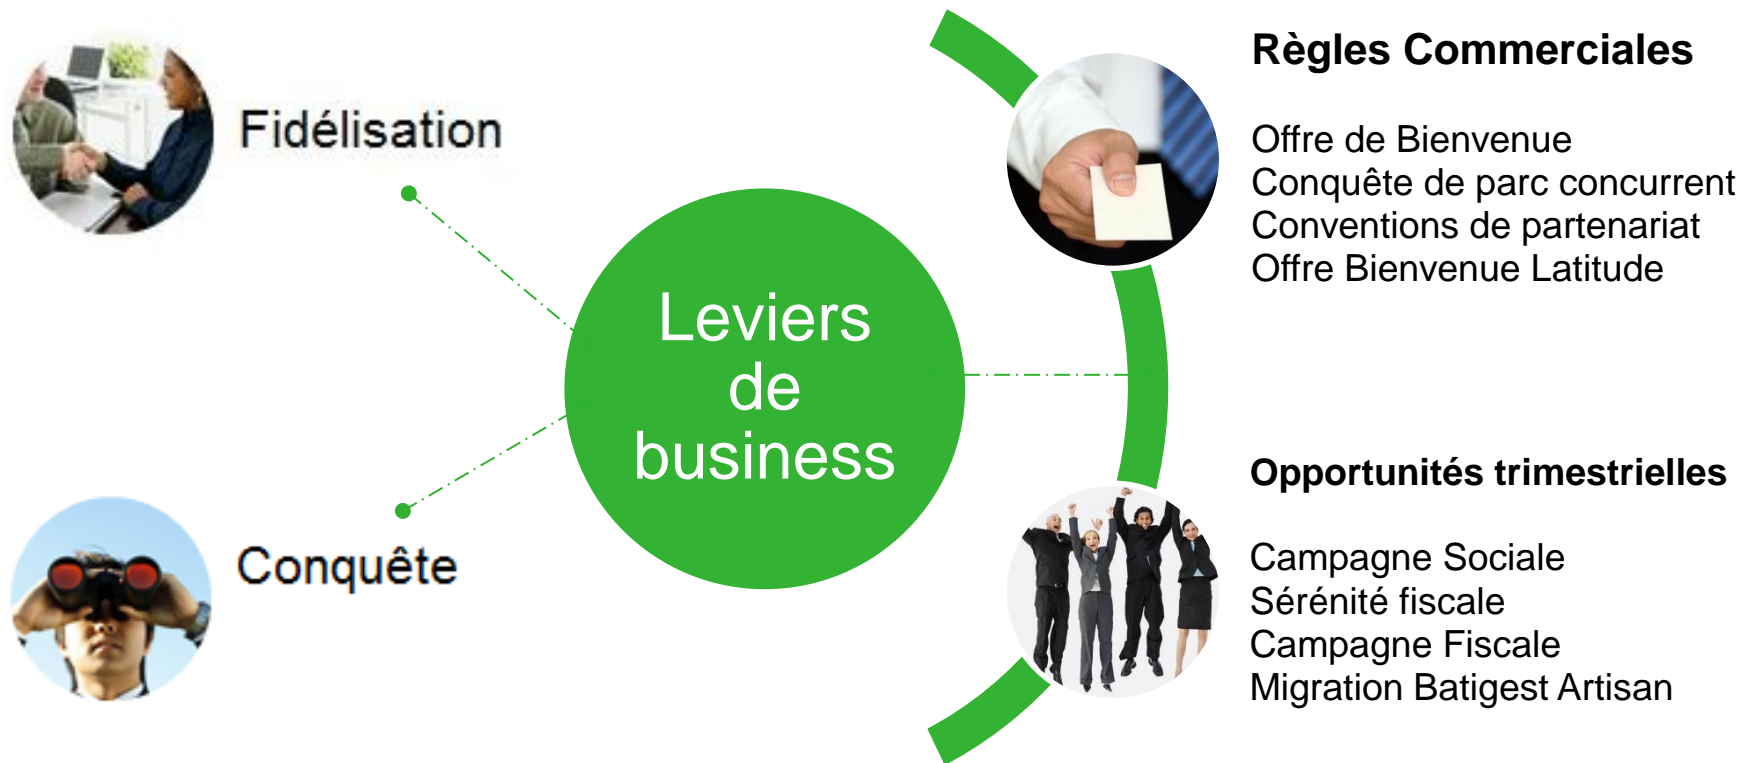 Fidélisation
Conquête
Leviers
de
business
Règles Commerciales
Offre de Bienvenue
Conquête de parc concurrent
Conventions de partenariat
Offre Bienvenue Latitude
Opportunités trimestrielles
Campagne Sociale
Sérénité fiscale
Campagne Fiscale
Migration Batigest Artisan